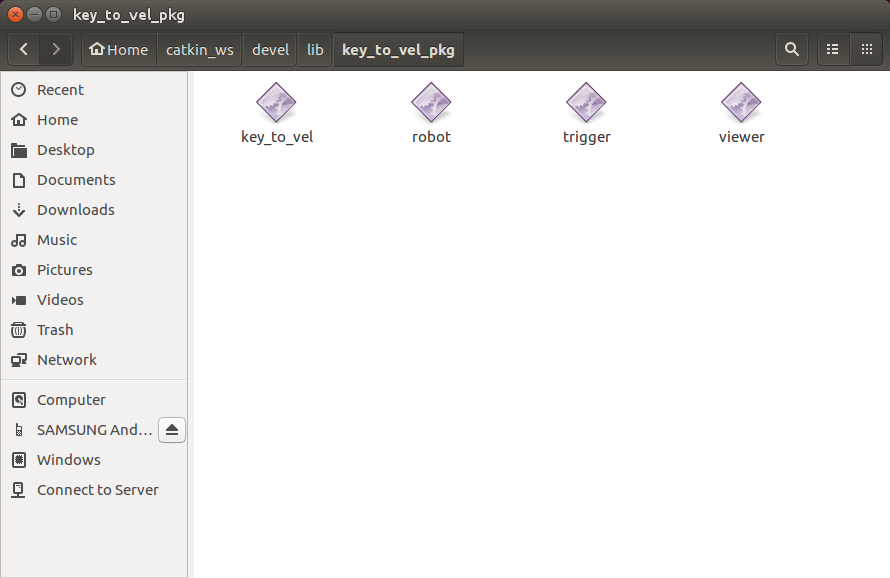 key_to_vel_pkg
Home catkin_ws devel lib key_to_vel_pkg
Recent
Home
Desktop
Documents
Downloads
Music
Pictures
Videos
Trash
Network
Computer
SAMSUNG And...
Windows
Connect to Server
key_to_vel robot trigger viewer